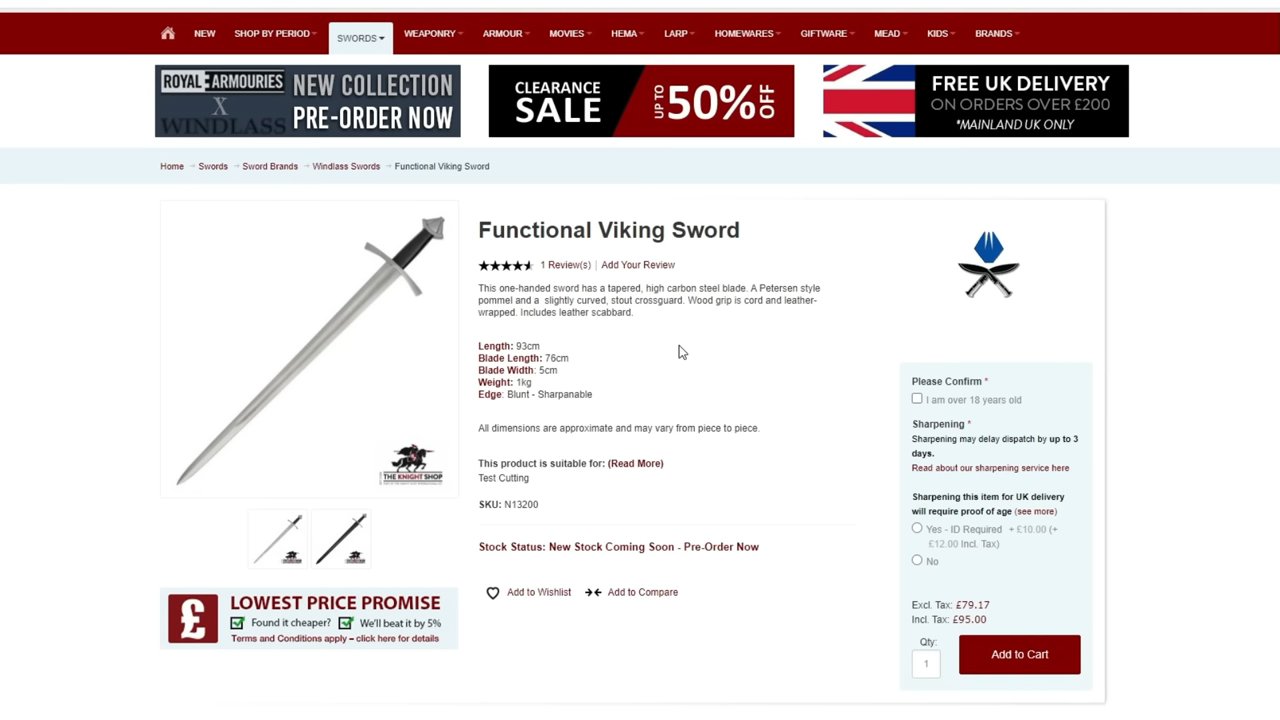 NEW SHOP BY PERIOD SWORDS WEAPONRY ARMOUR MOVIES HEMA LARP HOMEWARES GIFTWARE MEAD KIDS BRANDS
ROYAL ARMOURIES
X
WINDLASS
NEW COLLECTION
PRE-ORDER NOW
CLEARANCE
SALE
UP TO
50%
OFF
FREE UK DELIVERY
ON ORDERS OVER £200
*MAINLAND UK ONLY
Home Swords Sword Brands Windlass Swords Functional Viking Sword
THE KNIGHT SHOP
Functional Viking Sword
1 Review(s) | Add Your Review
This one-handed sword has a tapered, high carbon steel blade. A Petersen style
pommel and a slightly curved, stout crossguard. Wood grip is cord and leather-
wrapped. Includes leather scabbard.
Length: 93cm
Blade Length: 76cm
Blade Width: 5cm
Weight: 1kg
Edge: Blunt - Sharpanable
All dimensions are approximate and may vary from piece to piece.
This product is suitable for: (Read More)
Test Cutting
SKU: N13200
Stock Status: New Stock Coming Soon - Pre-Order Now
Add to Wishlist Add to Compare
£
LOWEST PRICE PROMISE
Found it cheaper? We'll beat it by 5%
Terms and Conditions apply – click here for details
Please Confirm *
I am over 18 years old
Sharpening *
Sharpening may delay dispatch by up to 3
days.
Read about our sharpening service here
Sharpening this item for UK delivery
will require proof of age (see more)
Yes - ID Required + £10.00 (+
£12.00 Incl. Tax)
No
Excl. Tax: £79.17
Incl. Tax: £95.00
Qty:
1
Add to Cart